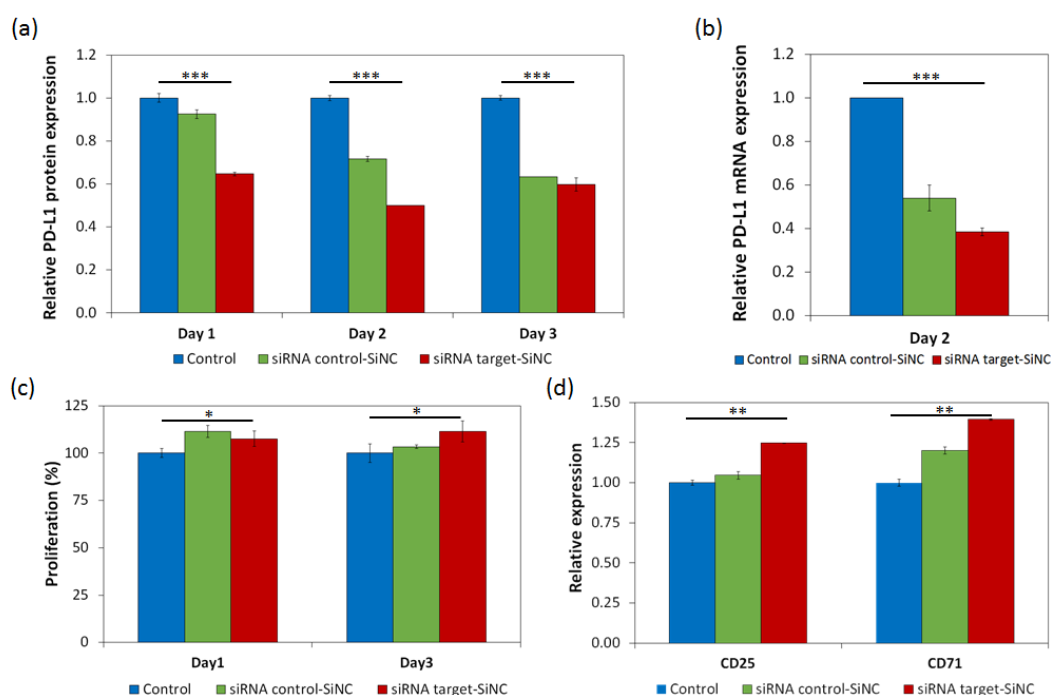 (a)
Relative PD-L1 protein expression
1.2
1.0
0.8
0.6
0.4
0.2
0.0
***
***
***
Day 1
Day 2
Day 3
Control
siRNA control-SiNC
siRNA target-SiNC
(b)
Relative PD-L1 mRNA expression
1.2
1.0
0.8
0.6
0.4
0.2
0.0
***
Day 2
Control
siRNA control-SiNC
siRNA target-SiNC
(c)
Proliferation (%)
125
100
75
50
25
0
*
*
Day1
Day3
Control
siRNA control-SiNC
siRNA target-SiNC
(d)
Relative expression
1.50
1.25
1.00
0.75
0.50
0.25
0.00
**
**
CD25
CD71
Control
siRNA control-SiNC
siRNA target-SiNC